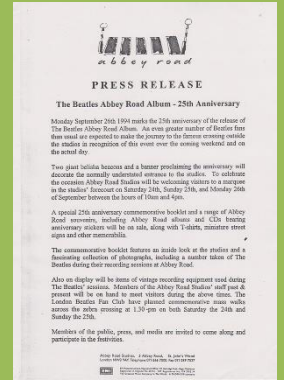 abbey road
PRESS RELEASE
The Beatles Abbey Road Album - 25th Anniversary
Monday September 26th 1994 marks the 25th anniversary of the release of
The Beatles Abbey Road Album. An even greater number of Beatles fans
than usual are expected to make the journey to the famous crossing outside
the studios in recognition of this event over the coming weekend and on
the actual day.
Two giant belisha beacons and a banner proclaiming the anniversary will
decorate the normally understated entrance to the studios. To celebrate
the occasion Abbey Road Studios will be welcoming visitors to a marquee
in the studios' forecourt on Saturday 24th, Sunday 25th, and Monday 26th
of September between the hours of 10am and 4pm.
A special 25th anniversary commemorative booklet and a range of Abbey
Road souvenirs, including Abbey Road albums and CDs bearing
anniversary stickers will be on sale, along with T-shirts, miniature street
signs and other memorabilia.
The commemorative booklet features an inside look at the studios and a
fascinating collection of photographs, including a number taken of The
Beatles during their recording sessions at Abbey Road.
Also on display will be items of vintage recording equipment used during
The Beatles' sessions. Members of the Abbey Road Studios' staff past &
present will be on hand to meet visitors during the above times. The
London Beatles Fan Club have planned commemorative mass walks
across the zebra crossing at 1.30-pm on both Saturday the 24th and
Sunday the 25th.
Members of the public, press, and media are invited to come along and
participate in the festivities.
Abbey Road Studios 3 Abbey Road St. John's Wood
EMI